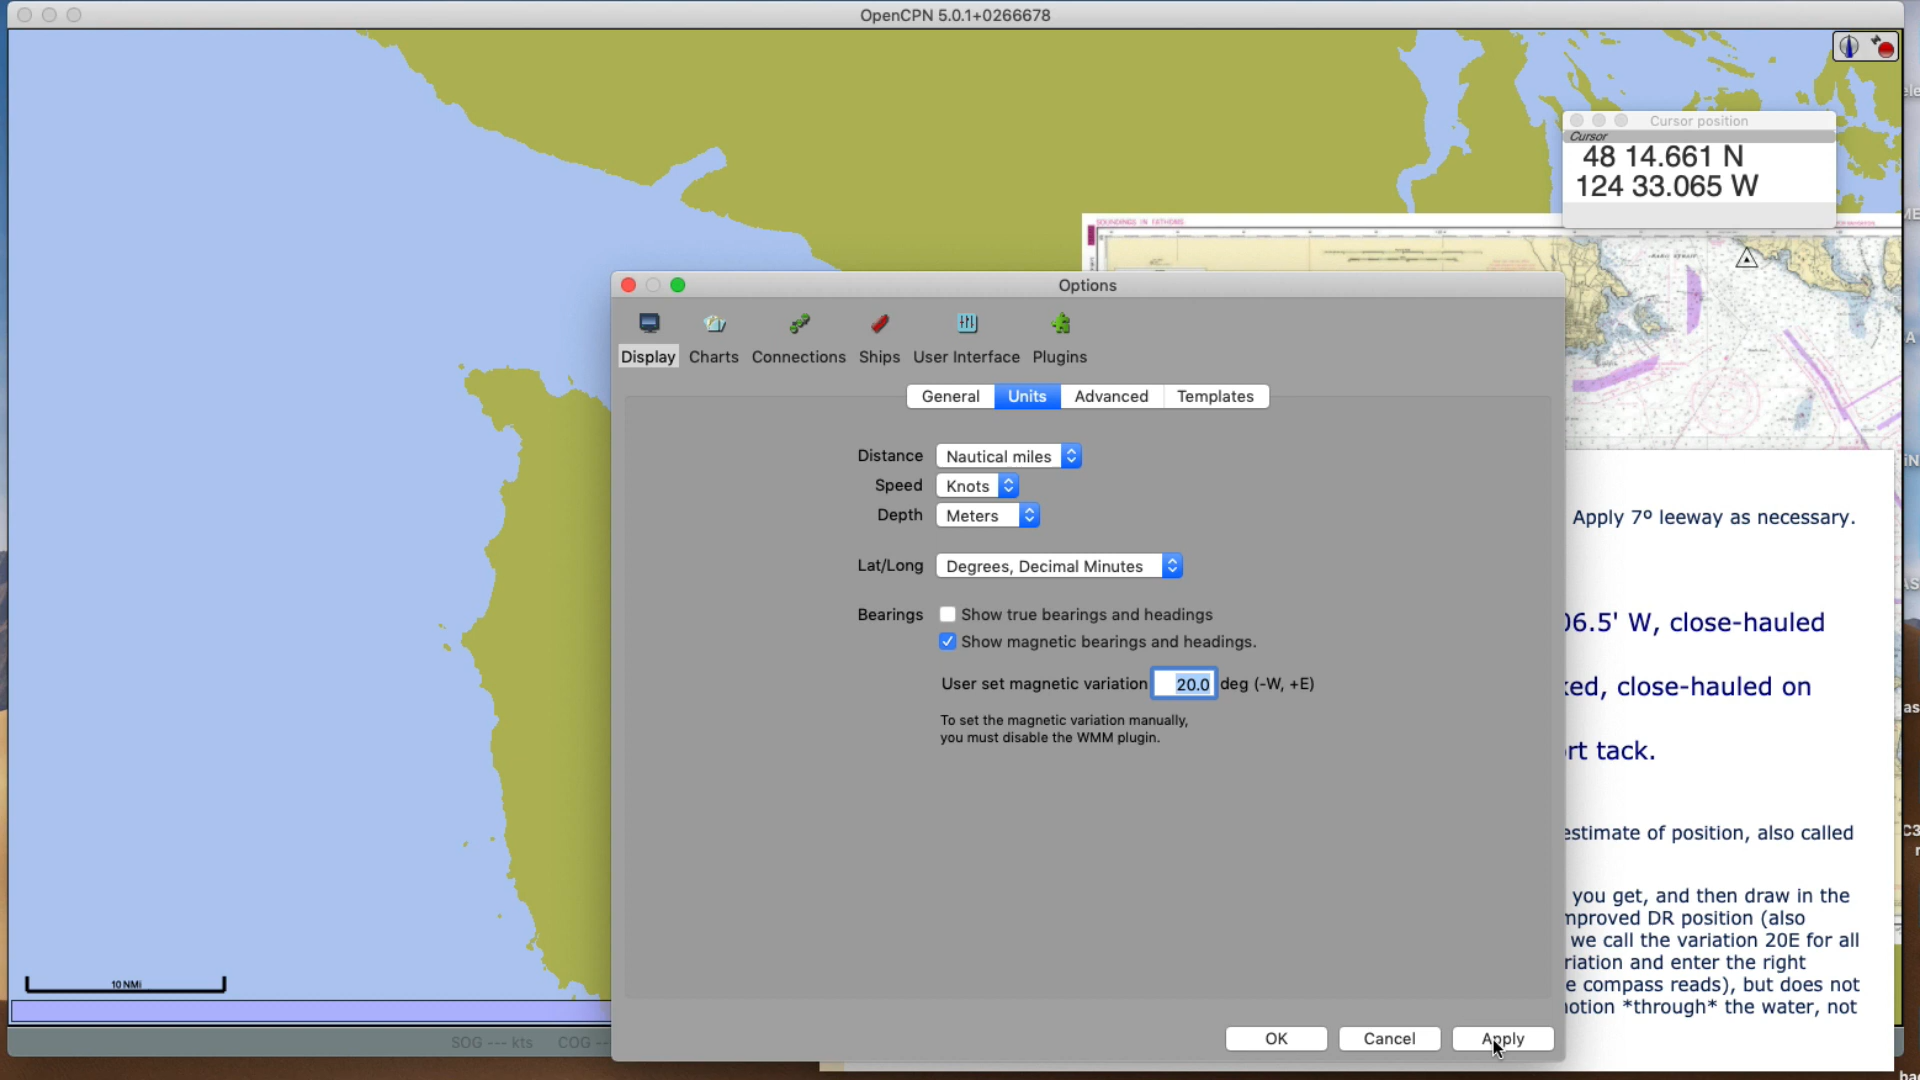 OpenCPN 5.0.1+0266678
Cursor position
Cursor
48 14.661 N
124 33.065 W
SOUNDINGS IN FATHOMS
Options
Display Charts Connections Ships User Interface Plugins
General Units Advanced Templates
Distance Nautical miles
Speed Knots
Depth Meters
Lat/Long Degrees, Decimal Minutes
Bearings Show true bearings and headings
Show magnetic bearings and headings.
User set magnetic variation 20.0 deg (-W, +E)
To set the magnetic variation manually,
you must disable the WMM plugin.
OK Cancel Apply
Apply 7º leeway as necessary.
06.5' W, close-hauled
ked, close-hauled on
rt tack.
estimate of position, also called
you get, and then draw in the
mproved DR position (also
we call the variation 20E for all
riation and enter the right
e compass reads), but does not
notion *through* the water, not
10 NMi
SOG --- kts COG --